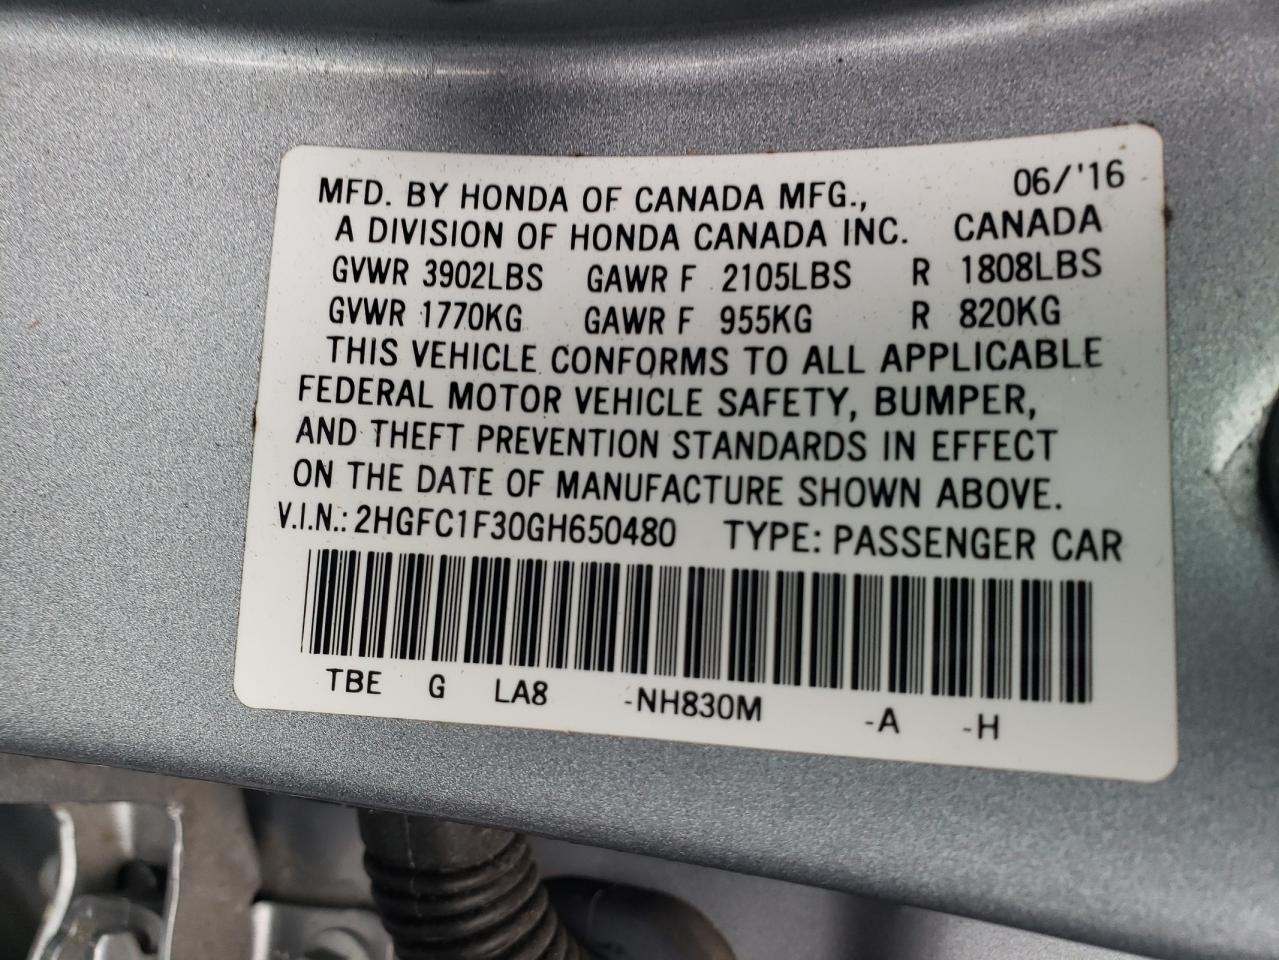 MFD. BY HONDA OF CANADA MFG., 06/'16
A DIVISION OF HONDA CANADA INC. CANADA
GVWR 3902LBS GAWR F 2105LBS R 1808LBS
GVWR 1770KG GAWR F 955KG R 820KG
THIS VEHICLE CONFORMS TO ALL APPLICABLE
FEDERAL MOTOR VEHICLE SAFETY, BUMPER,
AND THEFT PREVENTION STANDARDS IN EFFECT
ON THE DATE OF MANUFACTURE SHOWN ABOVE.
V.I.N.: 2HGFC1F30GH650480 TYPE: PASSENGER CAR
TBE G LA8 -NH830M -A -H